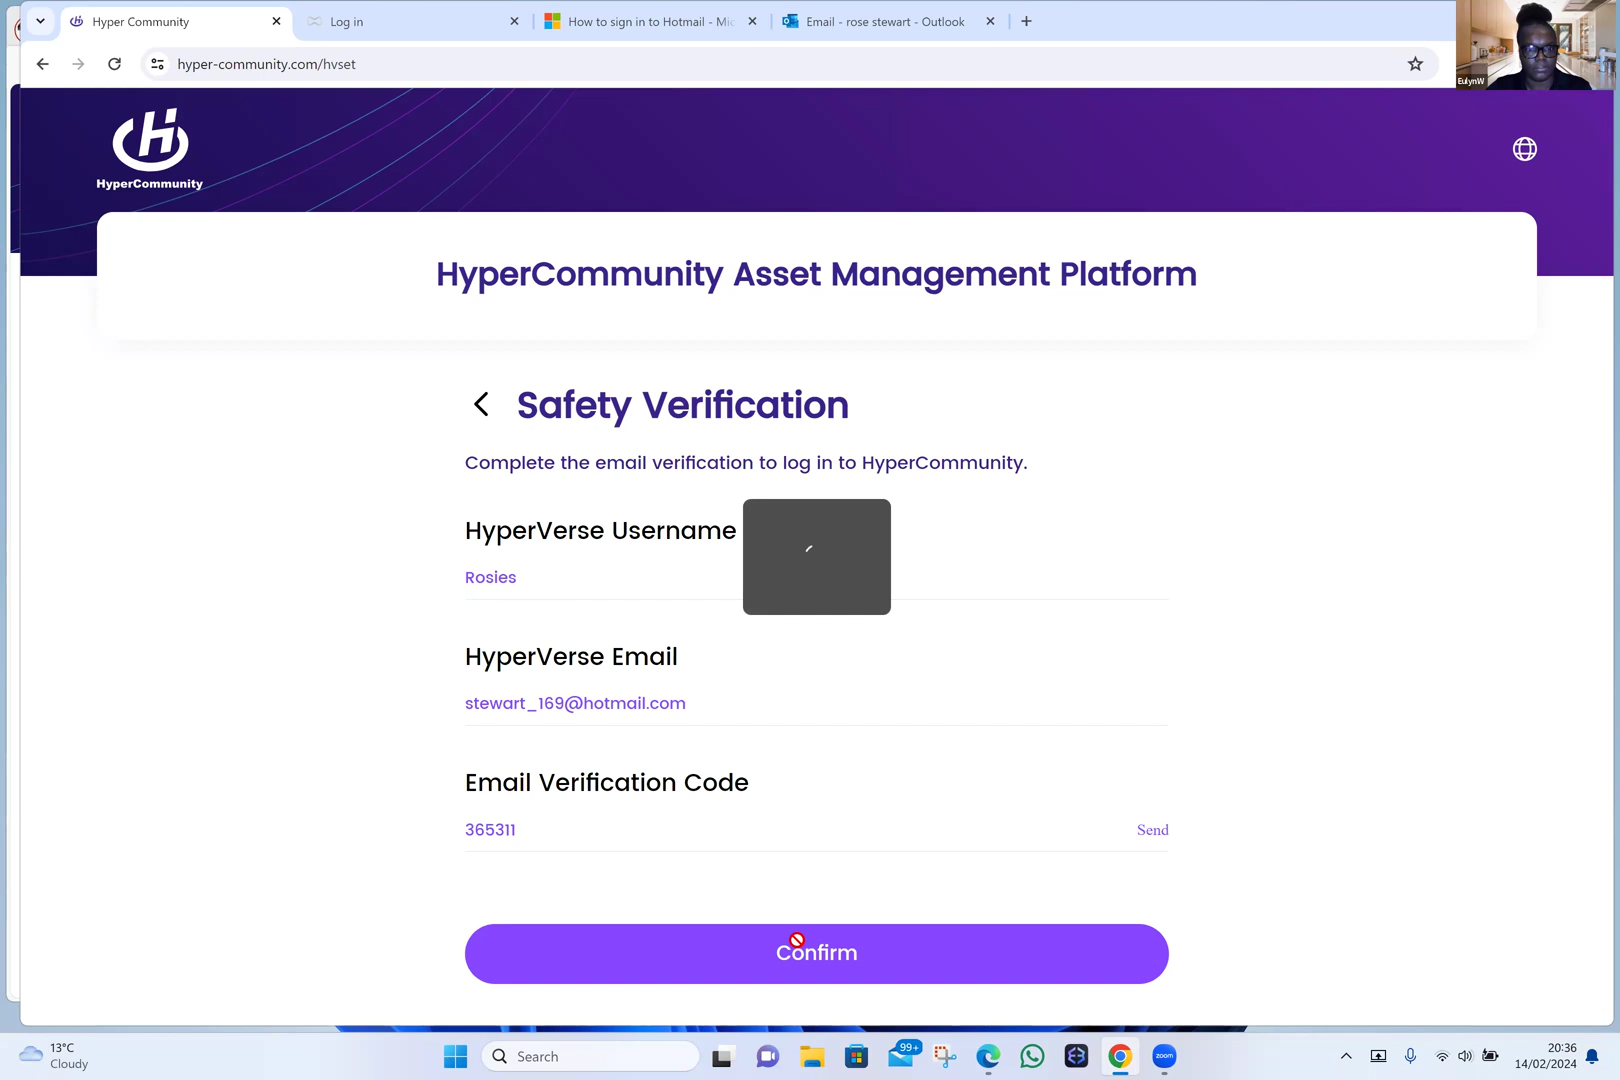 Hyper Community
Log in
How to sign in to Hotmail - Mic
Email - rose stewart - Outlook
hyper-community.com/hvset
EulynW
HyperCommunity
HyperCommunity Asset Management Platform
Safety Verification
Complete the email verification to log in to HyperCommunity.
HyperVerse Username
Rosies
HyperVerse Email
stewart_169@hotmail.com
Email Verification Code
365311
Send
Confirm
13°C
Cloudy
Search
99+
zoom
20:36
14/02/2024